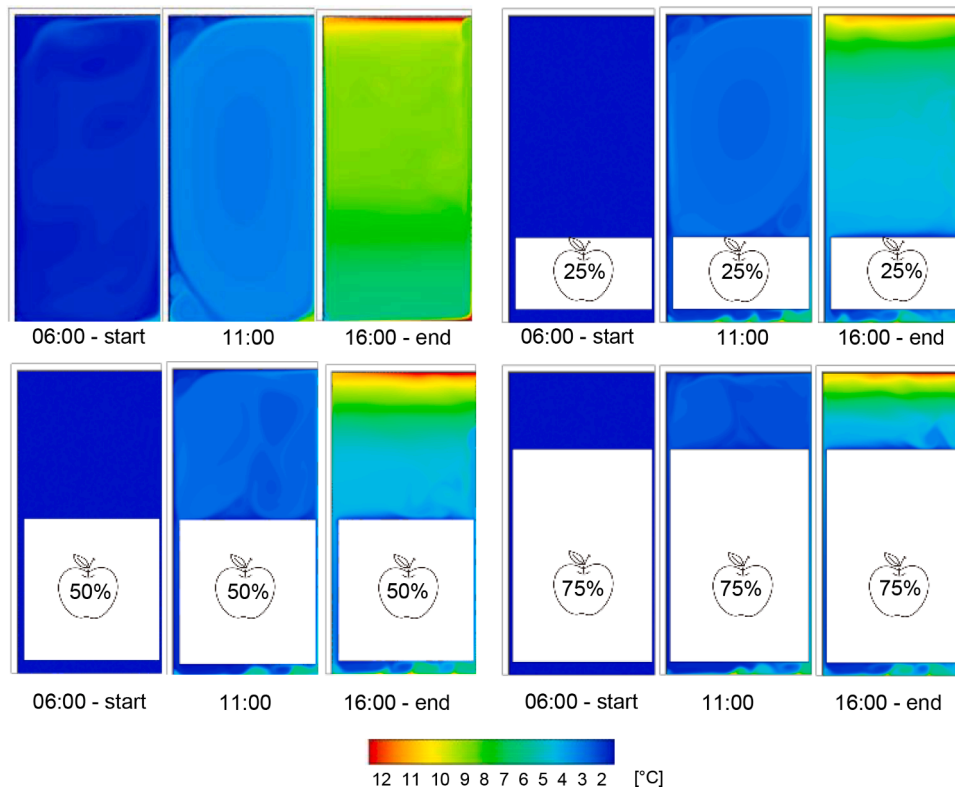 25% 25% 25%
06:00 - start 11:00 16:00 - end 06:00 - start 11:00 16:00 - end
50% 50% 50% 75% 75% 75%
06:00 - start 11:00 16:00 - end 06:00 - start 11:00 16:00 - end
12 11 10 9 8 7 6 5 4 3 2 [°C]